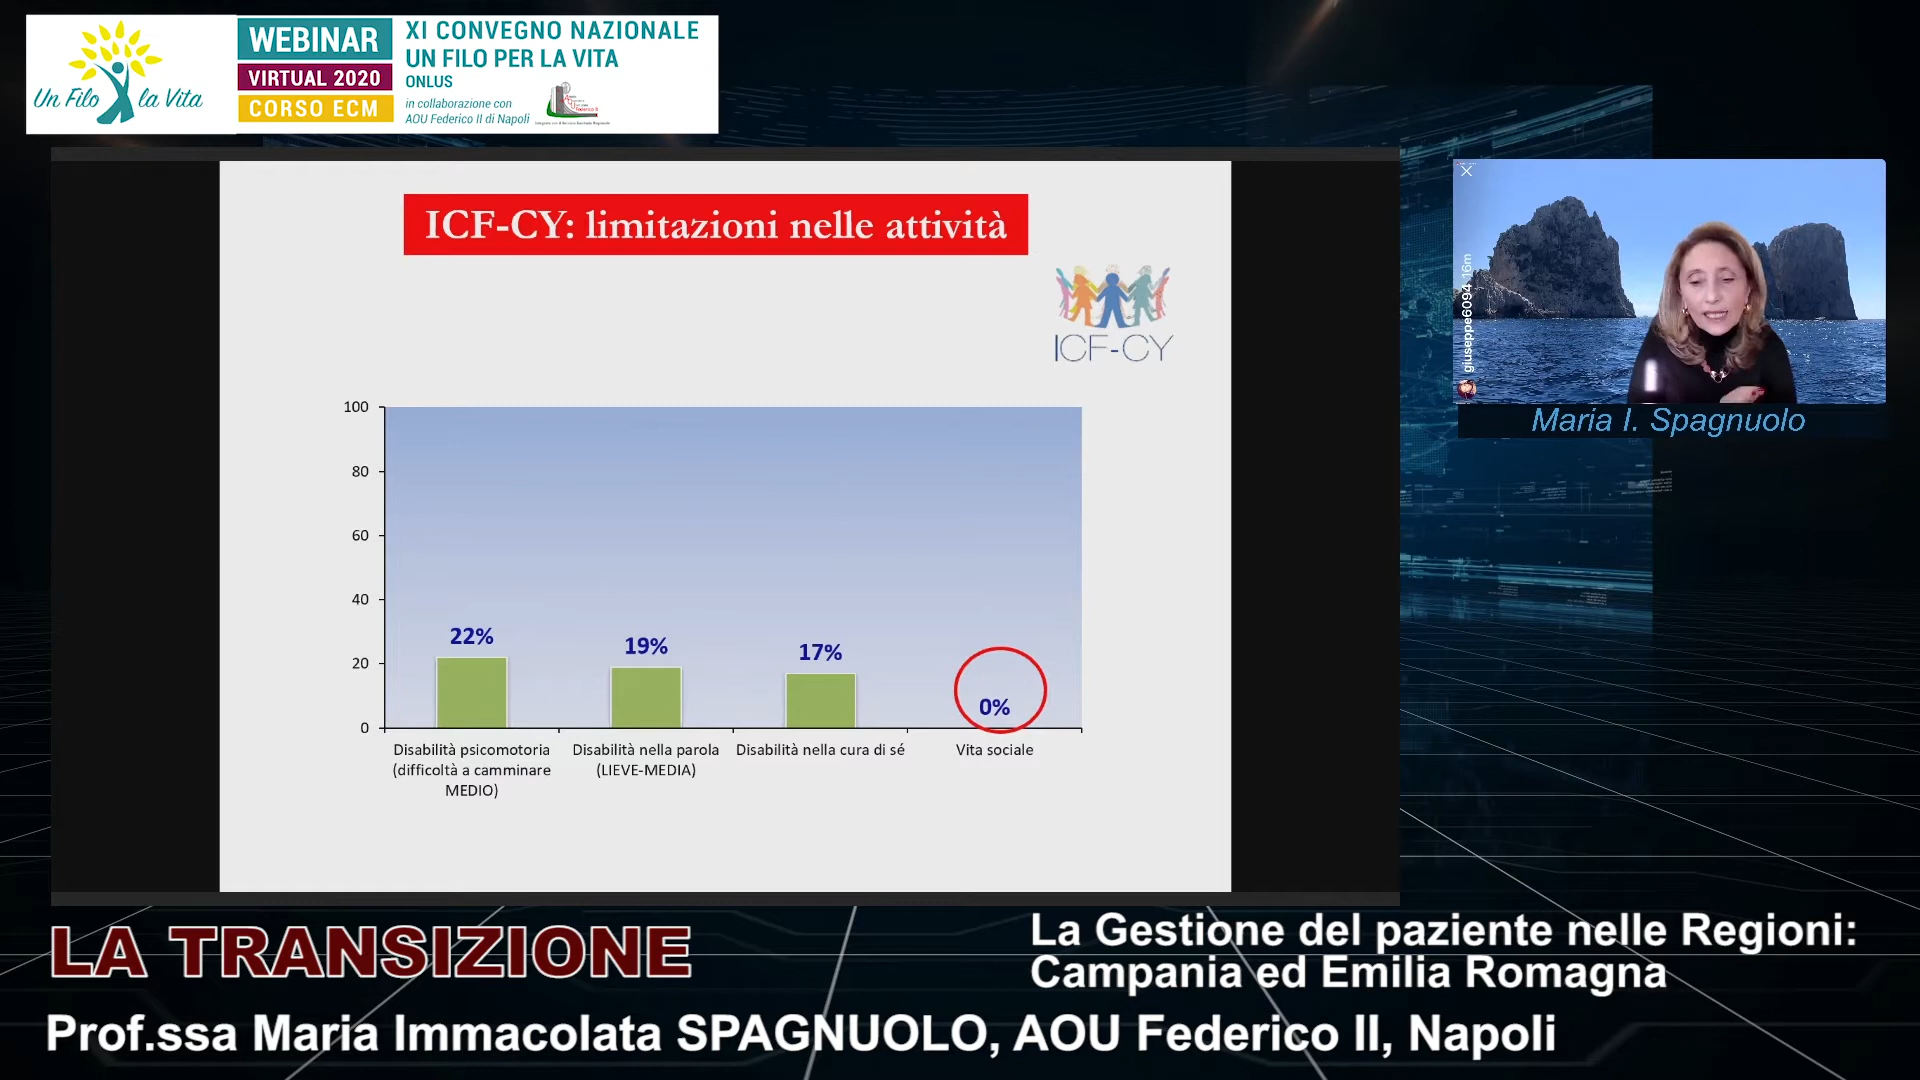 Un Filo la Vita
WEBINAR
VIRTUAL 2020
CORSO ECM
XI CONVEGNO NAZIONALE
UN FILO PER LA VITA
ONLUS
in collaborazione con
AOU Federico II di Napoli
ICF-CY: limitazioni nelle attività
ICF-CY
100
80
60
40
20
0
22%
19%
17%
0%
Disabilità psicomotoria
(difficoltà a camminare
MEDIO)
Disabilità nella parola
(LIEVE-MEDIA)
Disabilità nella cura di sé
Vita sociale
giuseppe6094 16m
Maria I. Spagnuolo
LA TRANSIZIONE
La Gestione del paziente nelle Regioni:
Campania ed Emilia Romagna
Prof.ssa Maria Immacolata SPAGNUOLO, AOU Federico II, Napoli